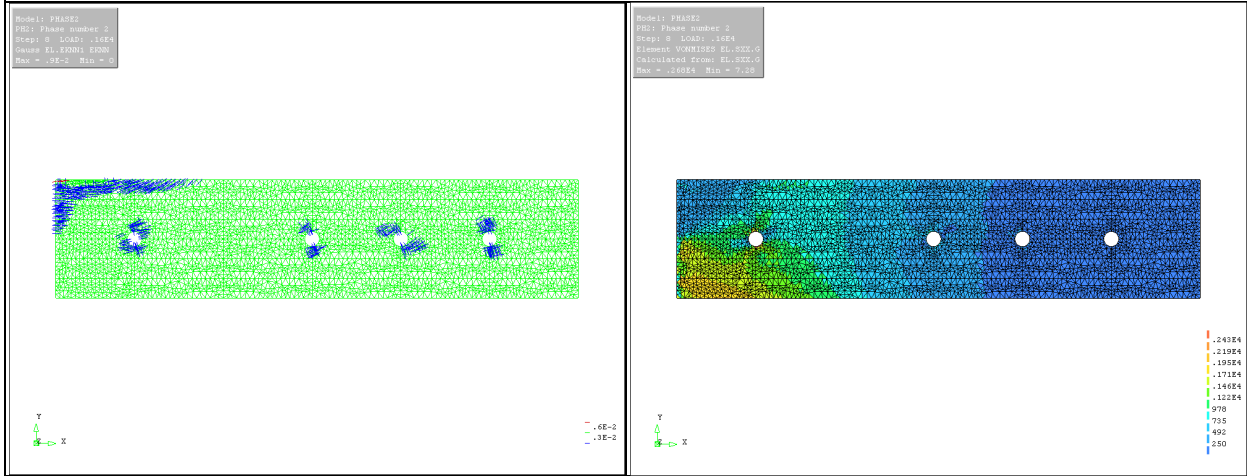 Model: PHASE2
PH2: Phase number 2
Step: 8 LOAD: .16E4
Gauss EL.EKNN1 EKNN
Max = .9E-2 Min = 0
Y
Z
X
.6E-2
.3E-2
Model: PHASE2
PH2: Phase number 2
Step: 8 LOAD: .16E4
Element VONMISES EL.SXX.G
Calculated from: EL.SXX.G
Max = .268E4 Min = 7.28
.243E4
.219E4
.195E4
.171E4
.146E4
.122E4
978
735
492
250
Y
Z
X